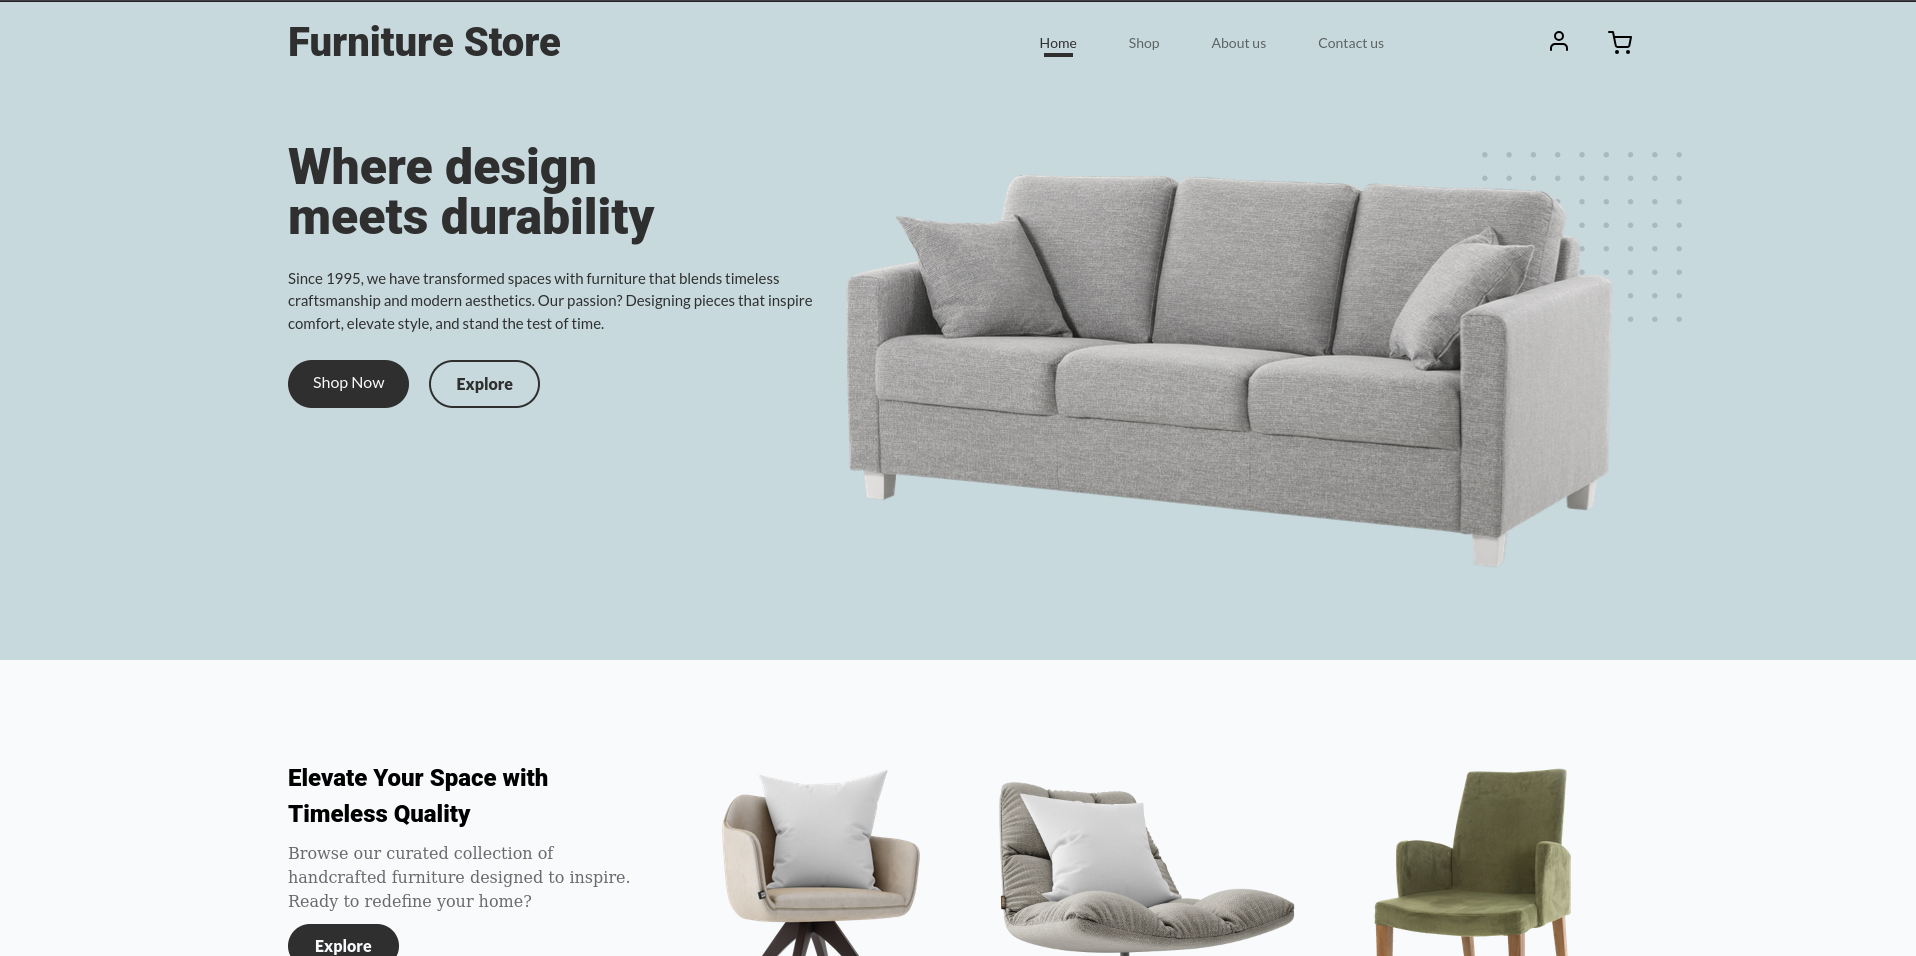 Furniture Store
Home
Shop
About us
Contact us
Where design
meets durability
Since 1995, we have transformed spaces with furniture that blends timeless
craftsmanship and modern aesthetics. Our passion? Designing pieces that inspire
comfort, elevate style, and stand the test of time.
Shop Now
Explore
Elevate Your Space with
Timeless Quality
Browse our curated collection of
handcrafted furniture designed to inspire.
Ready to redefine your home?
Explore